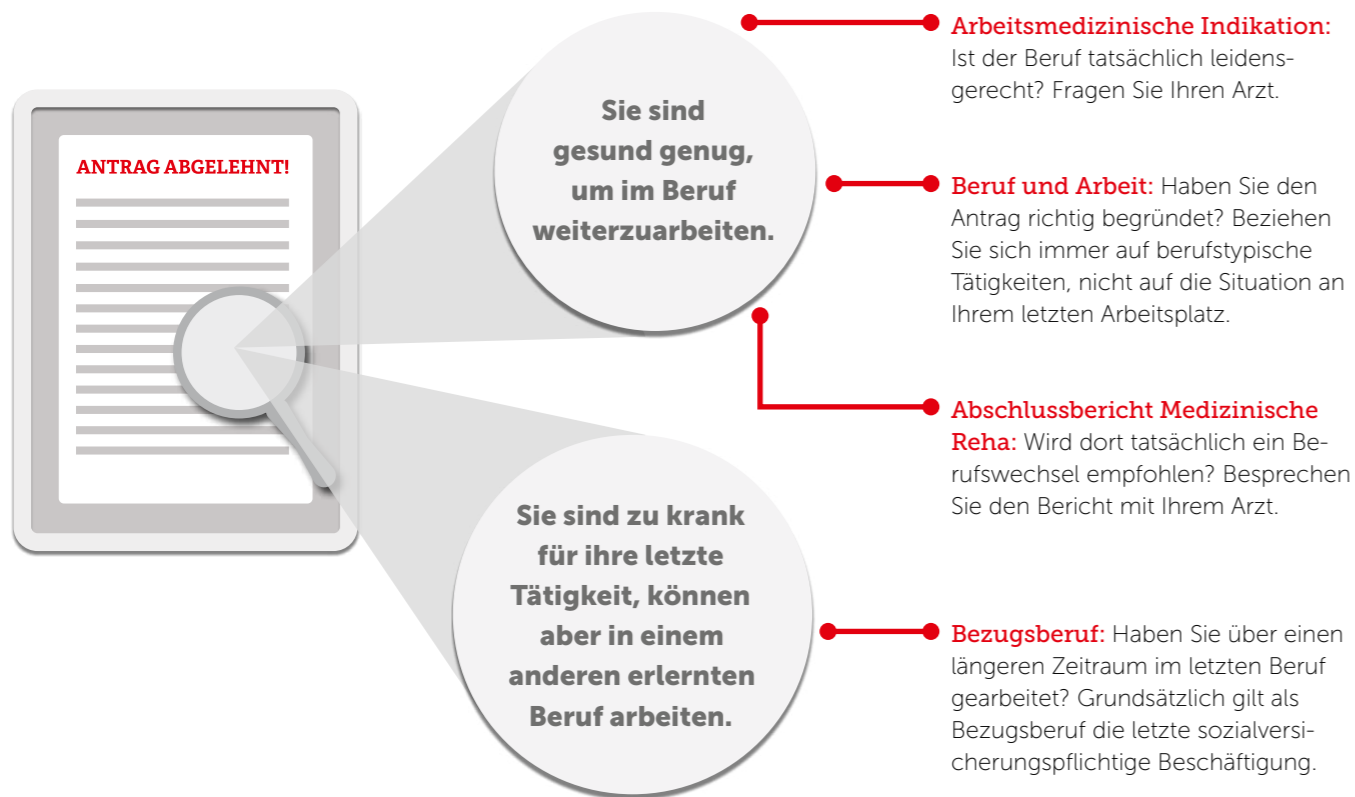 ANTRAG ABGELEHNT!
Sie sind
gesund genug,
um im Beruf
weiterzuarbeiten.
Sie sind zu krank
für ihre letzte
Tätigkeit, können
aber in einem
anderen erlernten
Beruf arbeiten.
Arbeitsmedizinische Indikation:
Ist der Beruf tatsächlich leidens-
gerecht? Fragen Sie Ihren Arzt.
Beruf und Arbeit: Haben Sie den
Antrag richtig begründet? Beziehen
Sie sich immer auf berufstypische
Tätigkeiten, nicht auf die Situation an
Ihrem letzten Arbeitsplatz.
Abschlussbericht Medizinische
Reha: Wird dort tatsächlich ein Be-
rufswechsel empfohlen? Besprechen
Sie den Bericht mit Ihrem Arzt.
Bezugsberuf: Haben Sie über einen
längeren Zeitraum im letzten Beruf
gearbeitet? Grundsätzlich gilt als
Bezugsberuf die letzte sozialversi-
cherungspflichtige Beschäftigung.